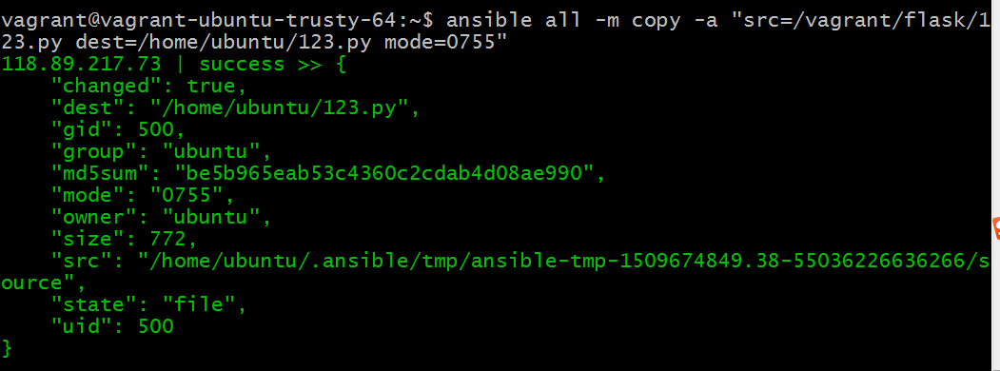 vagrant@vagrant-ubuntu-trusty-64:~$ ansible all -m copy -a "src=/vagrant/flask/1
23.py dest=/home/ubuntu/123.py mode=0755"
118.89.217.73 | success >> {
    "changed": true,
    "dest": "/home/ubuntu/123.py",
    "gid": 500,
    "group": "ubuntu",
    "md5sum": "be5b965eab53c4360c2cdab4d08ae990",
    "mode": "0755",
    "owner": "ubuntu",
    "size": 772,
    "src": "/home/ubuntu/.ansible/tmp/ansible-tmp-1509674849.38-55036226636266/s
ource",
    "state": "file",
    "uid": 500
}